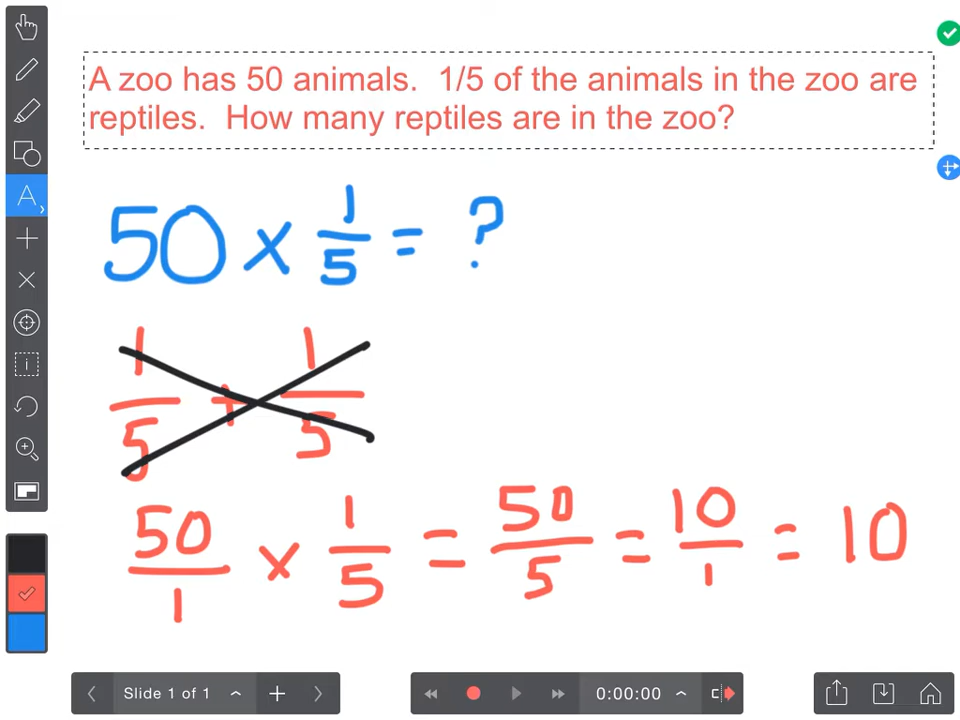 A zoo has 50 animals.  1/5 of the animals in the zoo are
reptiles.  How many reptiles are in the zoo?
50 x 1/5 = ?
1/5 + 1/5
50/1 x 1/5 = 50/5 = 10/1 = 10
A
Slide 1 of 1
0:00:00